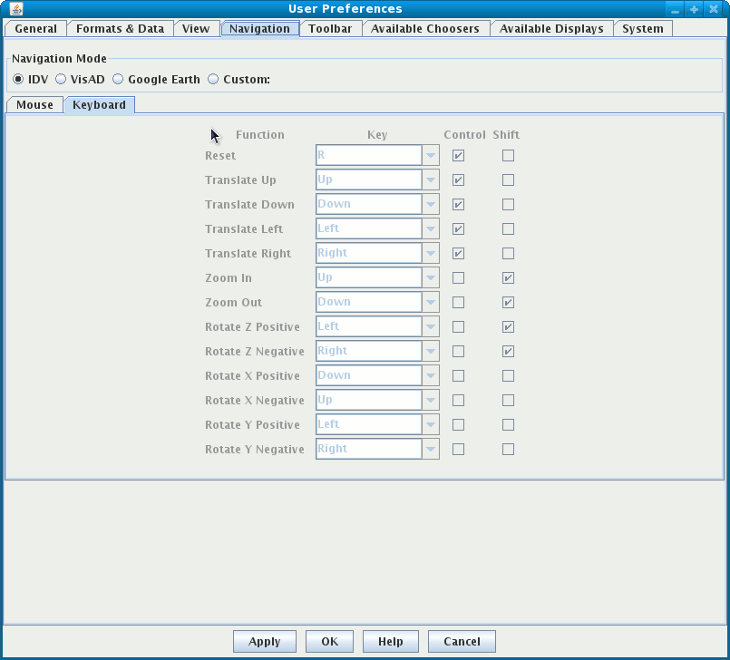 User Preferences
General Formats & Data View Navigation Toolbar Available Choosers Available Displays System
Navigation Mode
IDV VisAD Google Earth Custom:
Mouse Keyboard
Function Key Control Shift
Reset R
Translate Up Up
Translate Down Down
Translate Left Left
Translate Right Right
Zoom In Up
Zoom Out Down
Rotate Z Positive Left
Rotate Z Negative Right
Rotate X Positive Down
Rotate X Negative Up
Rotate Y Positive Left
Rotate Y Negative Right
Apply OK Help Cancel